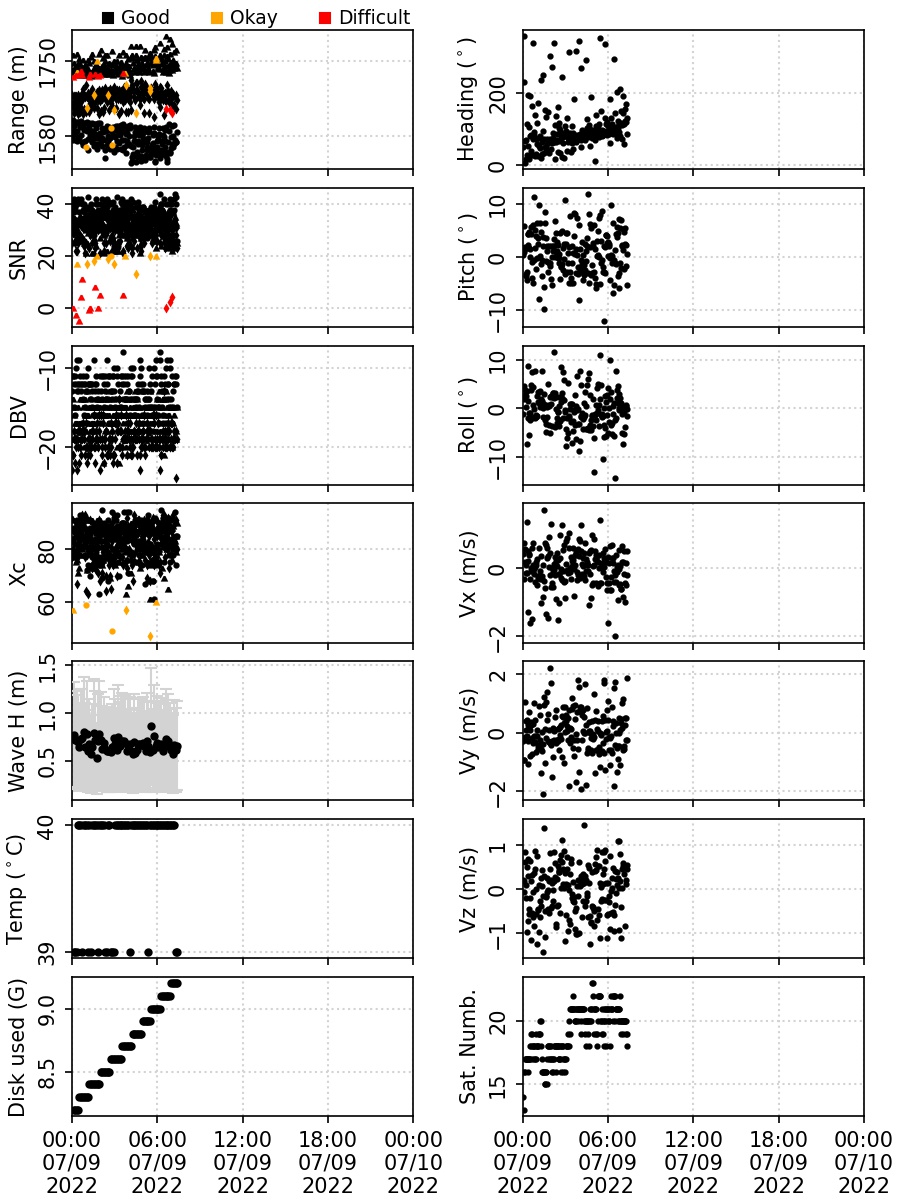 Good Okay Difficult
Range (m)
1750
1580
Heading (°)
200
0
SNR
40
20
0
Pitch (°)
10
0
−10
DBV
−10
−20
Roll (°)
10
0
−10
Xc
80
60
Vx (m/s)
0
−2
Wave H (m)
1.5
1.0
0.5
Vy (m/s)
2
0
−2
Temp (°C)
40
39
Vz (m/s)
1
0
−1
Disk used (G)
9.0
8.5
Sat. Numb.
20
15
00:00 06:00 12:00 18:00 00:00
07/09 07/09 07/09 07/09 07/10
2022 2022 2022 2022 2022
00:00 06:00 12:00 18:00 00:00
07/09 07/09 07/09 07/09 07/10
2022 2022 2022 2022 2022